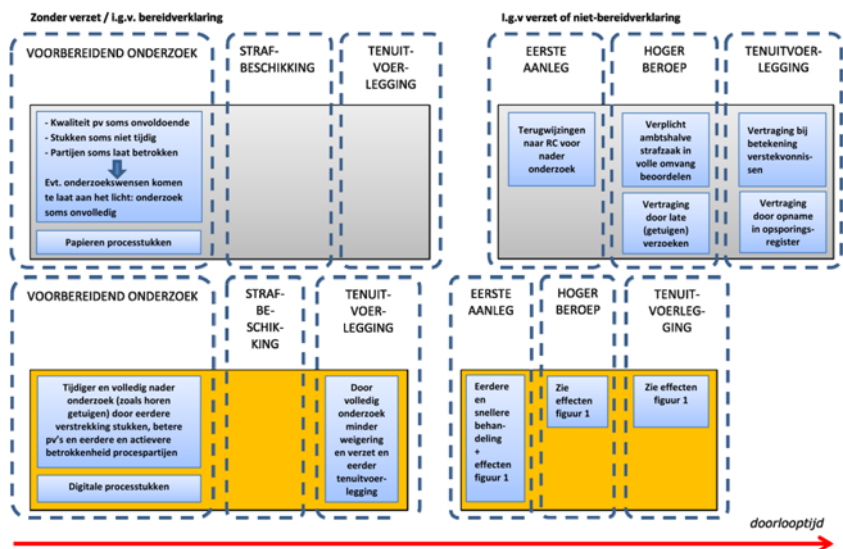 Zonder verzet / i.g.v. bereidverklaring
I.g.v verzet of niet-bereidverklaring
VOORBEREIDEND ONDERZOEK
STRAF-
BESCHIKKING
TENUIT-
VOER-
LEGGING
EERSTE
AANLEG
HOGER
BEROEP
TENUITVOER-
LEGGING
- Kwaliteit pv soms onvoldoende
- Stukken soms niet tijdig
- Partijen soms laat betrokken
Evt. onderzoekswensen komen
te laat aan het licht: onderzoek
soms onvolledig
Papieren processtukken
Terugwijzingen
naar RC voor
nader
onderzoek
Verplicht
ambtshalve
strafzaak in
volle omvang
beoordelen
Vertraging
door late
(getuigen)
verzoeken
Vertraging bij
betekening
verstekvonnis-
sen
Vertraging
door opname
in opsporings-
register
VOORBEREIDEND ONDERZOEK
STRAF-
BE-
SCHIK-
KING
TENUIT-
VOER-
LEGGING
EERSTE
AANLEG
HOGER
BEROEP
TENUIT-
VOERLEG-
GING
Tijdiger en volledig nader
onderzoek (zoals horen
getuigen) door eerdere
verstrekking stukken, betere
pv's en eerdere en actievere
betrokkenheid procespartijen
Digitale processtukken
Door
volledig
onderzoek
minder
weigering
en verzet en
eerder
tenuitvoer-
legging
Eerdere
en
snellere
behan-
deling
+
effecten
figuur 1
Zie
effecten
figuur 1
Zie effecten
figuur 1
doorlooptijd